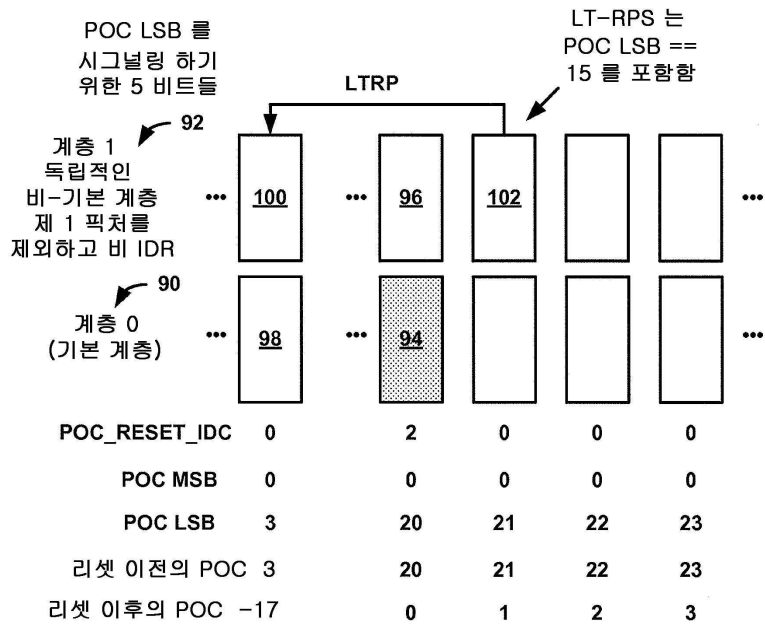 POC LSB 를
시그널링 하기
위한 5 비트들
LT-RPS 는
POC LSB ==
15 를 포함함
LTRP
92
계층 1
독립적인
비-기본 계층
제 1 픽처를
제외하고 비 IDR
••• 100 ••• 96 102 •••
90
계층 0
(기본 계층)
••• 98 ••• 94 •••
POC_RESET_IDC 0 2 0 0 0
POC MSB 0 0 0 0 0
POC LSB 3 20 21 22 23
리셋 이전의 POC 3 20 21 22 23
리셋 이후의 POC -17 0 1 2 3